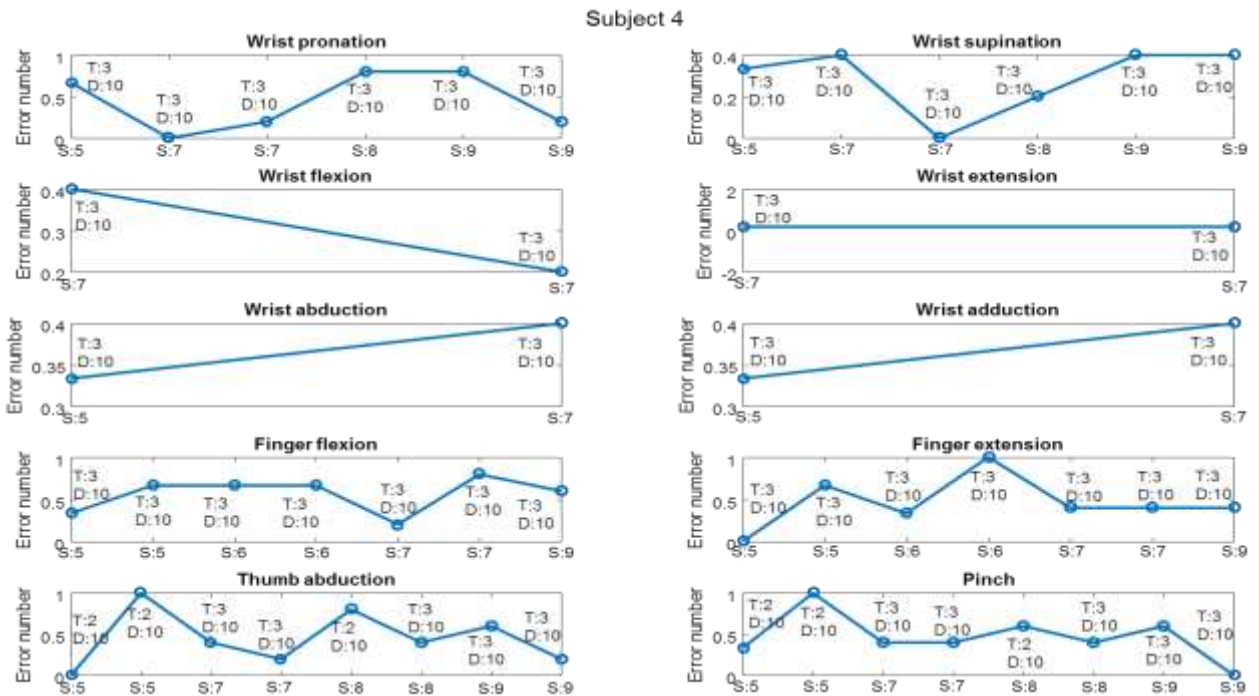 Subject 4
Wrist pronation
Error number
1
0.5
0
T:3
D:10
T:3
D:10
T:3
D:10
T:3
D:10
T:3
D:10
T:3
D:10
S:5 S:7 S:7 S:8 S:9 S:9
Wrist supination
Error number
0.4
0.2
0
T:3
D:10
T:3
D:10
T:3
D:10
T:3
D:10
T:3
D:10
T:3
D:10
S:5 S:7 S:7 S:8 S:9 S:9
Wrist flexion
Error number
0.4
0.3
0.2
T:3
D:10
T:3
D:10
S:7 S:7
Wrist extension
Error number
2
0
-2
T:3
D:10
T:3
D:10
S:7 S:7
Wrist abduction
Error number
0.4
0.35
0.3
T:3
D:10
T:3
D:10
S:5 S:7
Wrist adduction
Error number
0.4
0.35
0.3
T:3
D:10
T:3
D:10
S:5 S:7
Finger flexion
Error number
1
0.5
0
T:3
D:10
T:3
D:10
T:3
D:10
T:3
D:10
T:3
D:10
T:3
D:10
T:3
D:10
S:5 S:5 S:6 S:6 S:7 S:7 S:9
Finger extension
Error number
1
0.5
0
T:3
D:10
T:3
D:10
T:3
D:10
T:3
D:10
T:3
D:10
T:3
D:10
T:3
D:10
S:5 S:5 S:6 S:6 S:7 S:7 S:9
Thumb abduction
Error number
1
0.5
0
T:2
D:10
T:2
D:10
T:3
D:10
T:3
D:10
T:2
D:10
T:3
D:10
T:3
D:10
T:3
D:10
S:5 S:5 S:7 S:7 S:8 S:8 S:9 S:9
Pinch
Error number
1
0.5
0
T:2
D:10
T:2
D:10
T:3
D:10
T:3
D:10
T:2
D:10
T:3
D:10
T:3
D:10
T:3
D:10
S:5 S:5 S:7 S:7 S:8 S:8 S:9 S:9